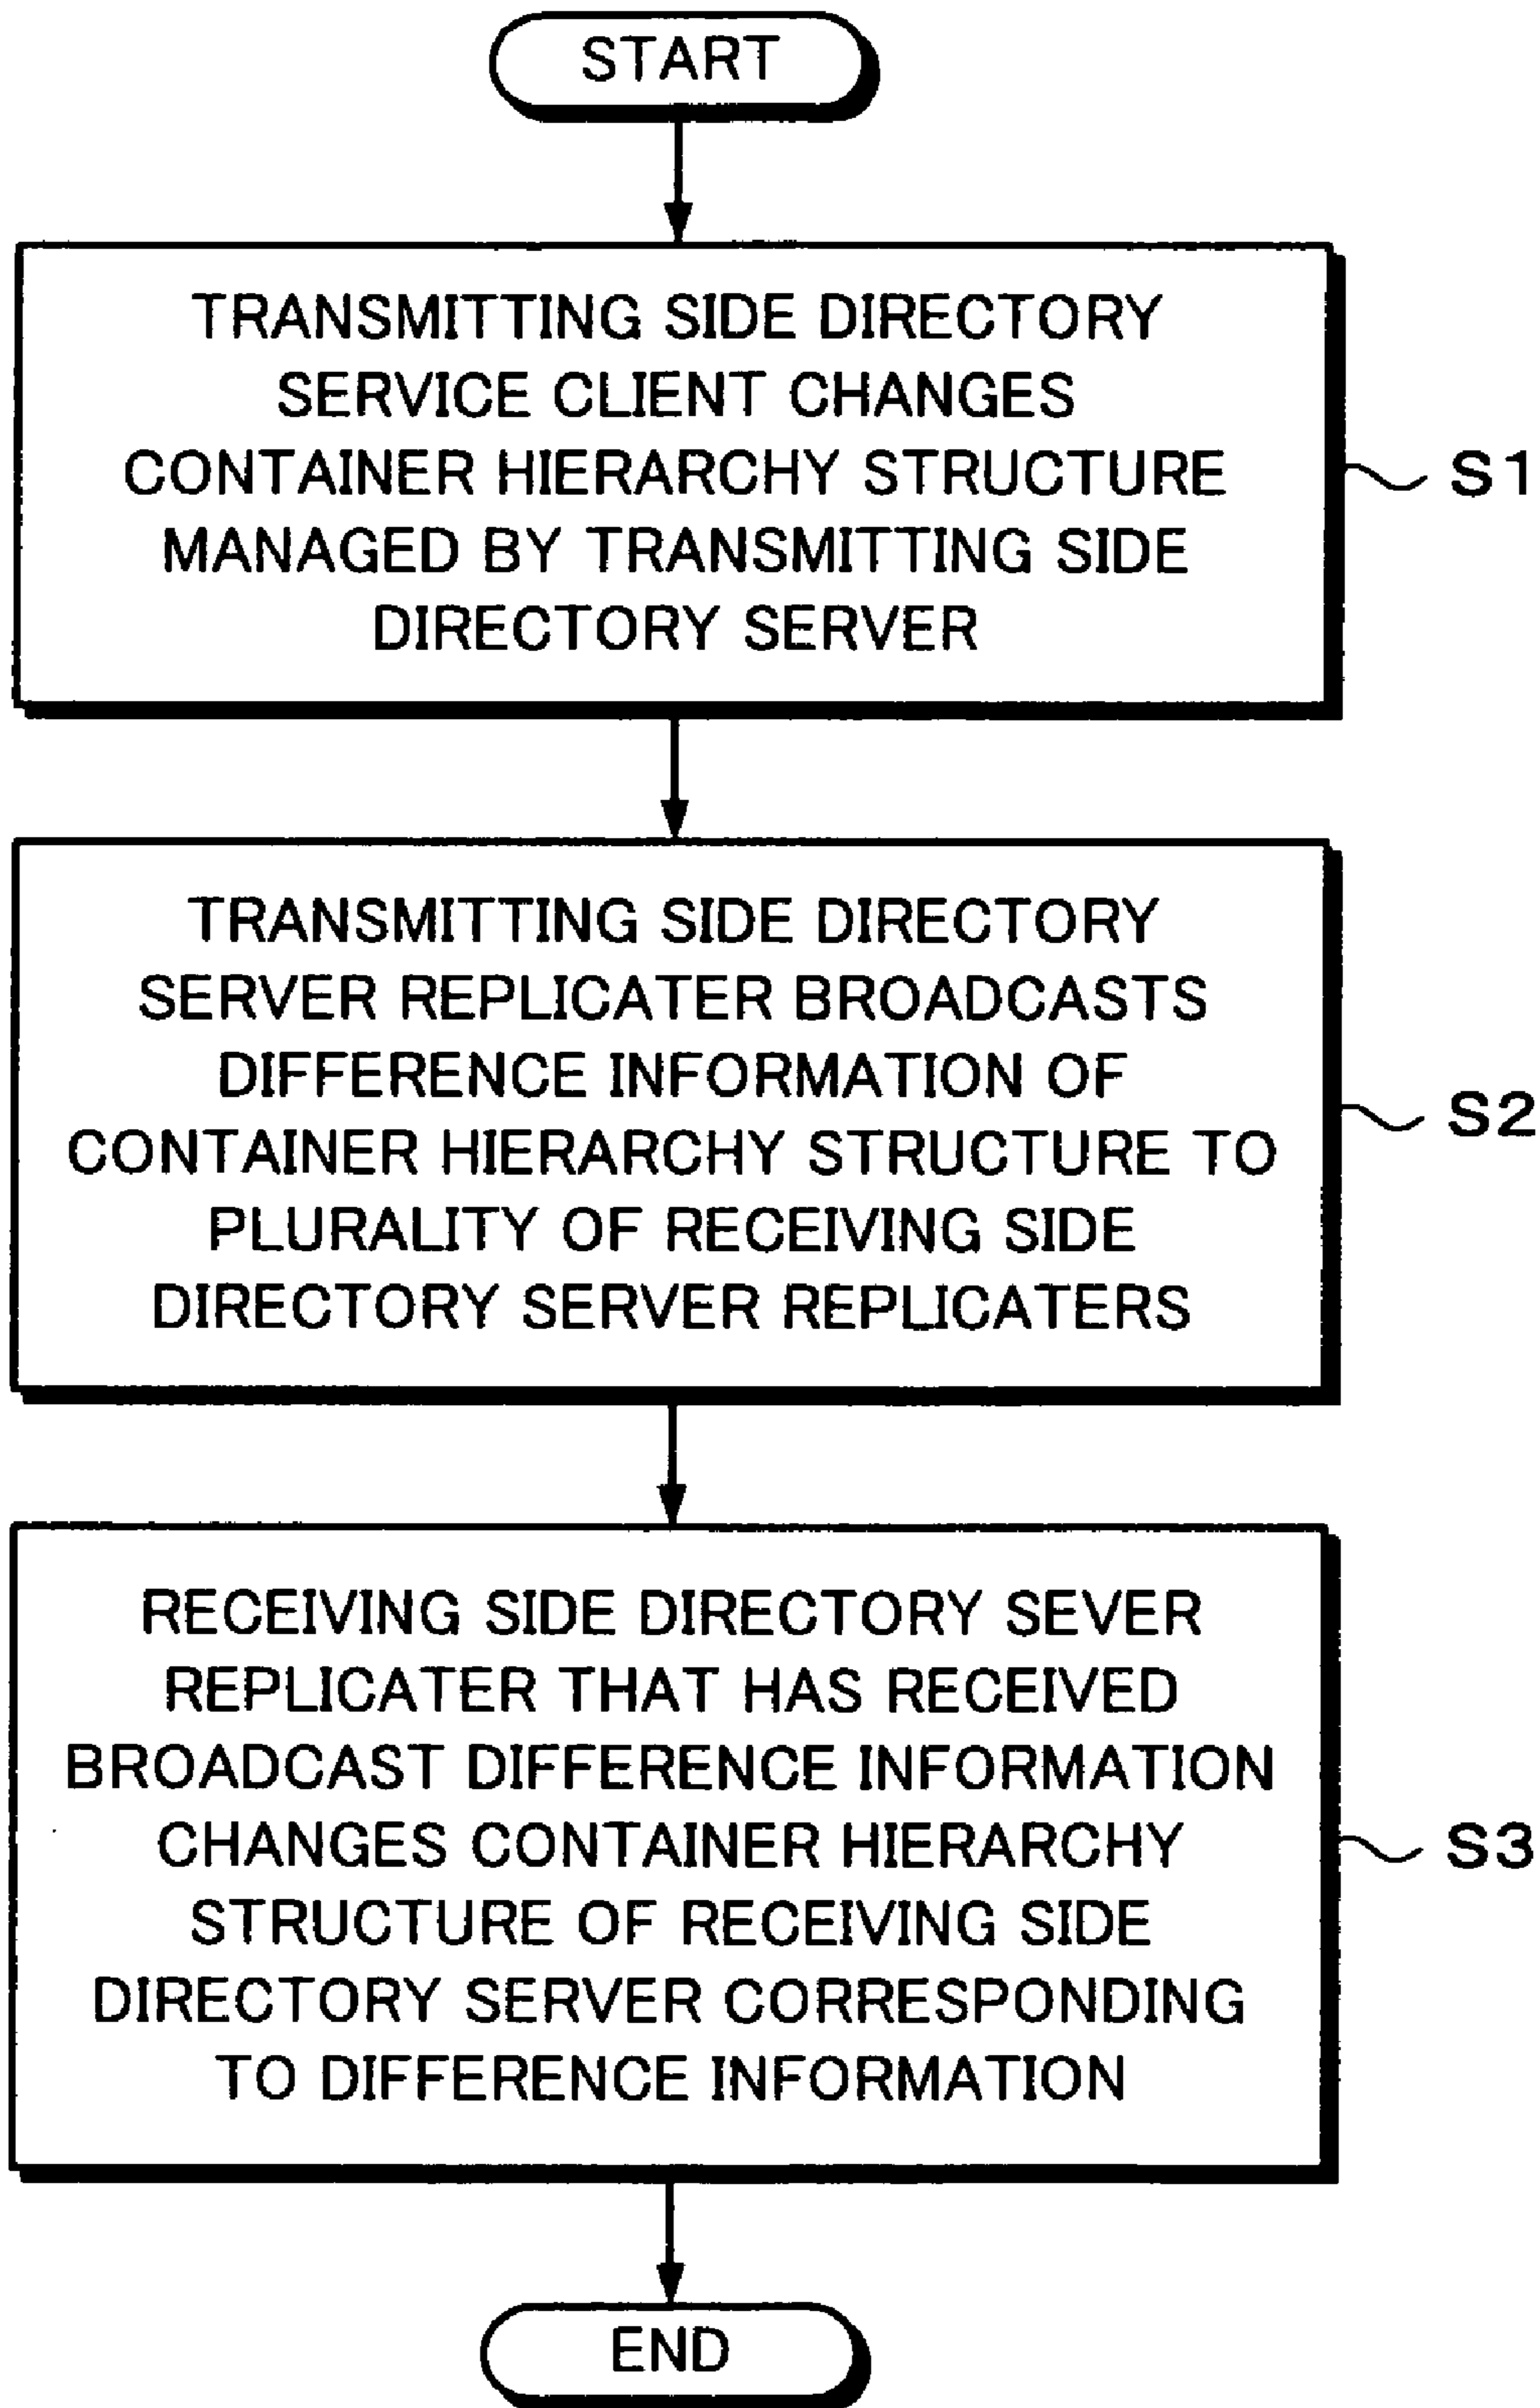 START
TRANSMITTING SIDE DIRECTORY
SERVICE CLIENT CHANGES
CONTAINER HIERARCHY STRUCTURE
MANAGED BY TRANSMITTING SIDE
DIRECTORY SERVER
S1
TRANSMITTING SIDE DIRECTORY
SERVER REPLICATER BROADCASTS
DIFFERENCE INFORMATION OF
CONTAINER HIERARCHY STRUCTURE TO
PLURALITY OF RECEIVING SIDE
DIRECTORY SERVER REPLICATERS
S2
RECEIVING SIDE DIRECTORY SEVER
REPLICATER THAT HAS RECEIVED
BROADCAST DIFFERENCE INFORMATION
CHANGES CONTAINER HIERARCHY
STRUCTURE OF RECEIVING SIDE
DIRECTORY SERVER CORRESPONDING
TO DIFFERENCE INFORMATION
S3
END